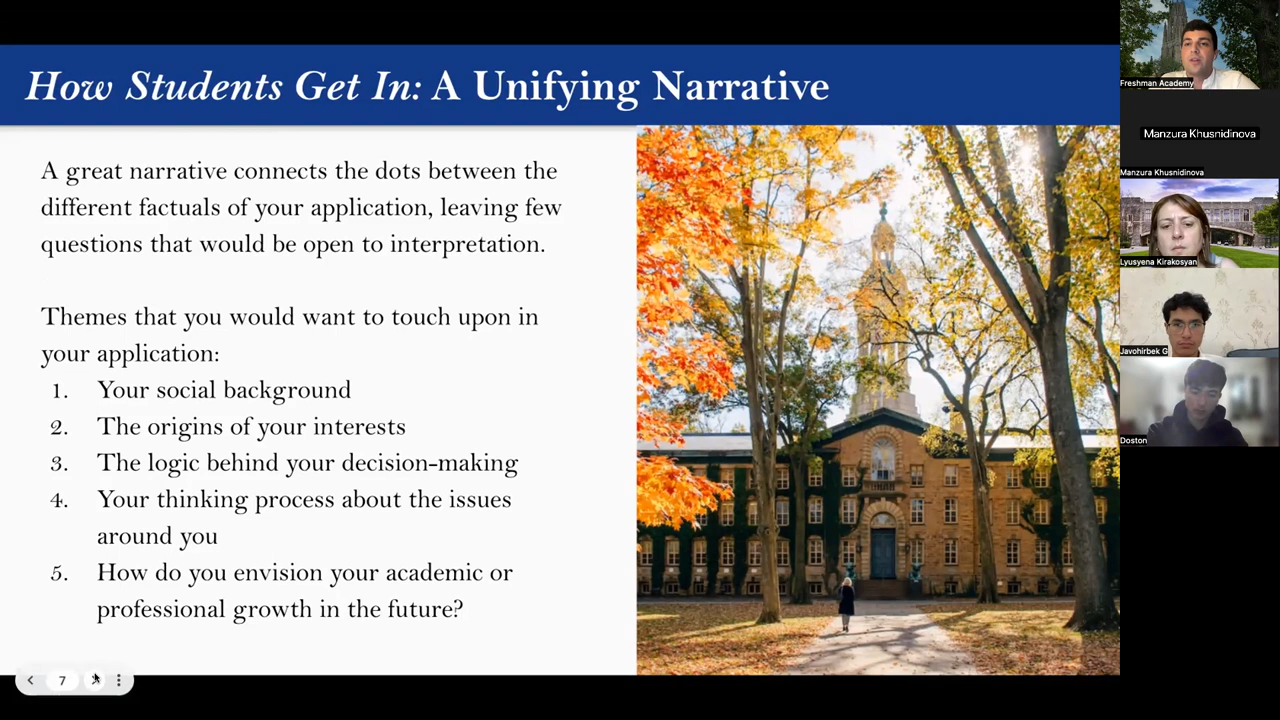 How Students Get In: A Unifying Narrative
A great narrative connects the dots between the
different factuals of your application, leaving few
questions that would be open to interpretation.
Themes that you would want to touch upon in
your application:
1. Your social background
2. The origins of your interests
3. The logic behind your decision-making
4. Your thinking process about the issues
around you
5. How do you envision your academic or
professional growth in the future?
7
Freshman Academy
Manzura Khusnidinova
Manzura Khusnidinova
Lyusyena Kirakosyan
Javohirbek G
Doston